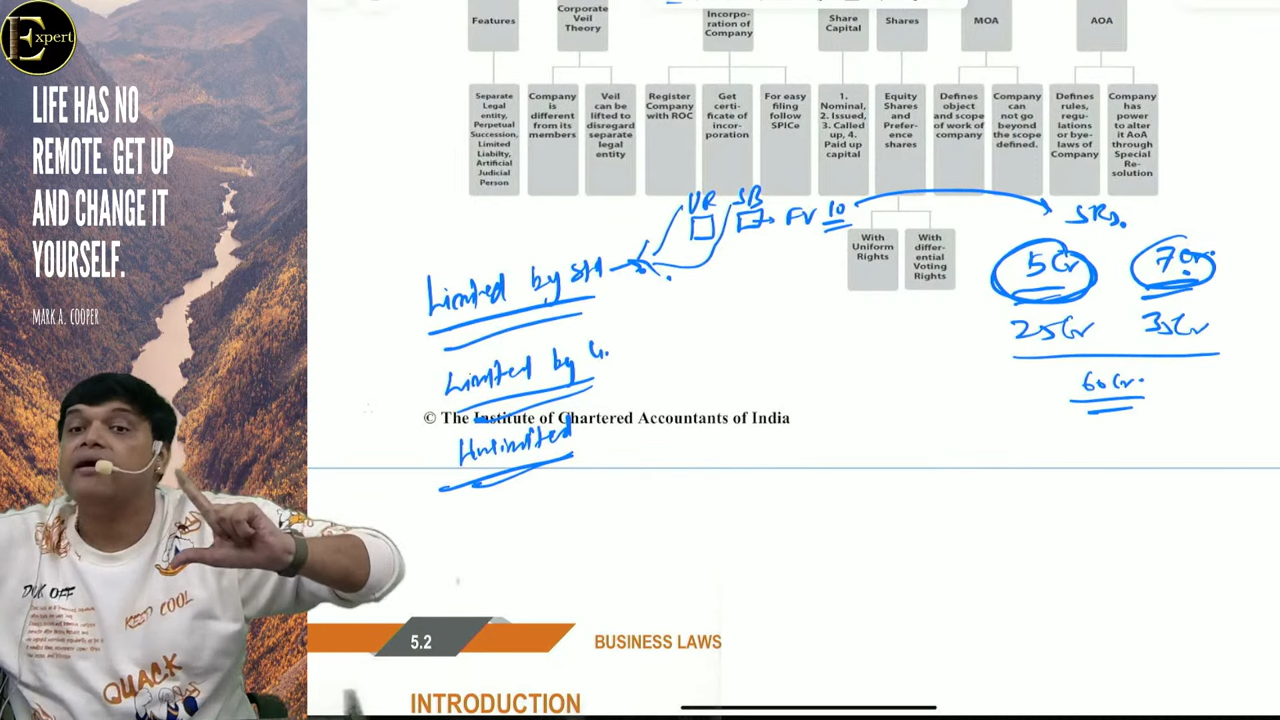 Expert
LIFE HAS NO
REMOTE. GET UP
AND CHANGE IT
YOURSELF.
MARK A. COOPER
Features
Corporate
Veil
Theory
Incorpo-
ration of
Company
Share
Capital
Shares
MOA
AOA
Separate
Legal
entity,
Perpetual
Succession,
Limited
Liabilty,
Artificial
Judicial
Person
Company
is
different
from its
members
Veil
can be
lifted to
disregard
separate
legal
entity
Register
Company
with ROC
Get
certi-
ficate of
incor-
poration
For easy
filing
follow
SPICe
1.
Nominal,
2. Issued,
3. Called
up, 4.
Paid up
capital
Equity
Shares
and
Prefer-
ence
shares
Defines
object
and scope
of work of
company
Company
can not
go beyond
the scope
defined.
Defines
rules,
regu-
lations
or bye-
laws of
Company
Company
has
power
to alter
it AoA
through
Special
Re-
solution
With
Uniform
Rights
With
differ-
ential
Voting
Rights
SB
FV 10
Limited by
Limited by G.
Unlimited
5Cr
7Cr.
25Cr
35Cr
60Cr.
© The Institute of Chartered Accountants of India
DUCK OFF
KEEP COOL
QUACK
5.2
BUSINESS LAWS
INTRODUCTION